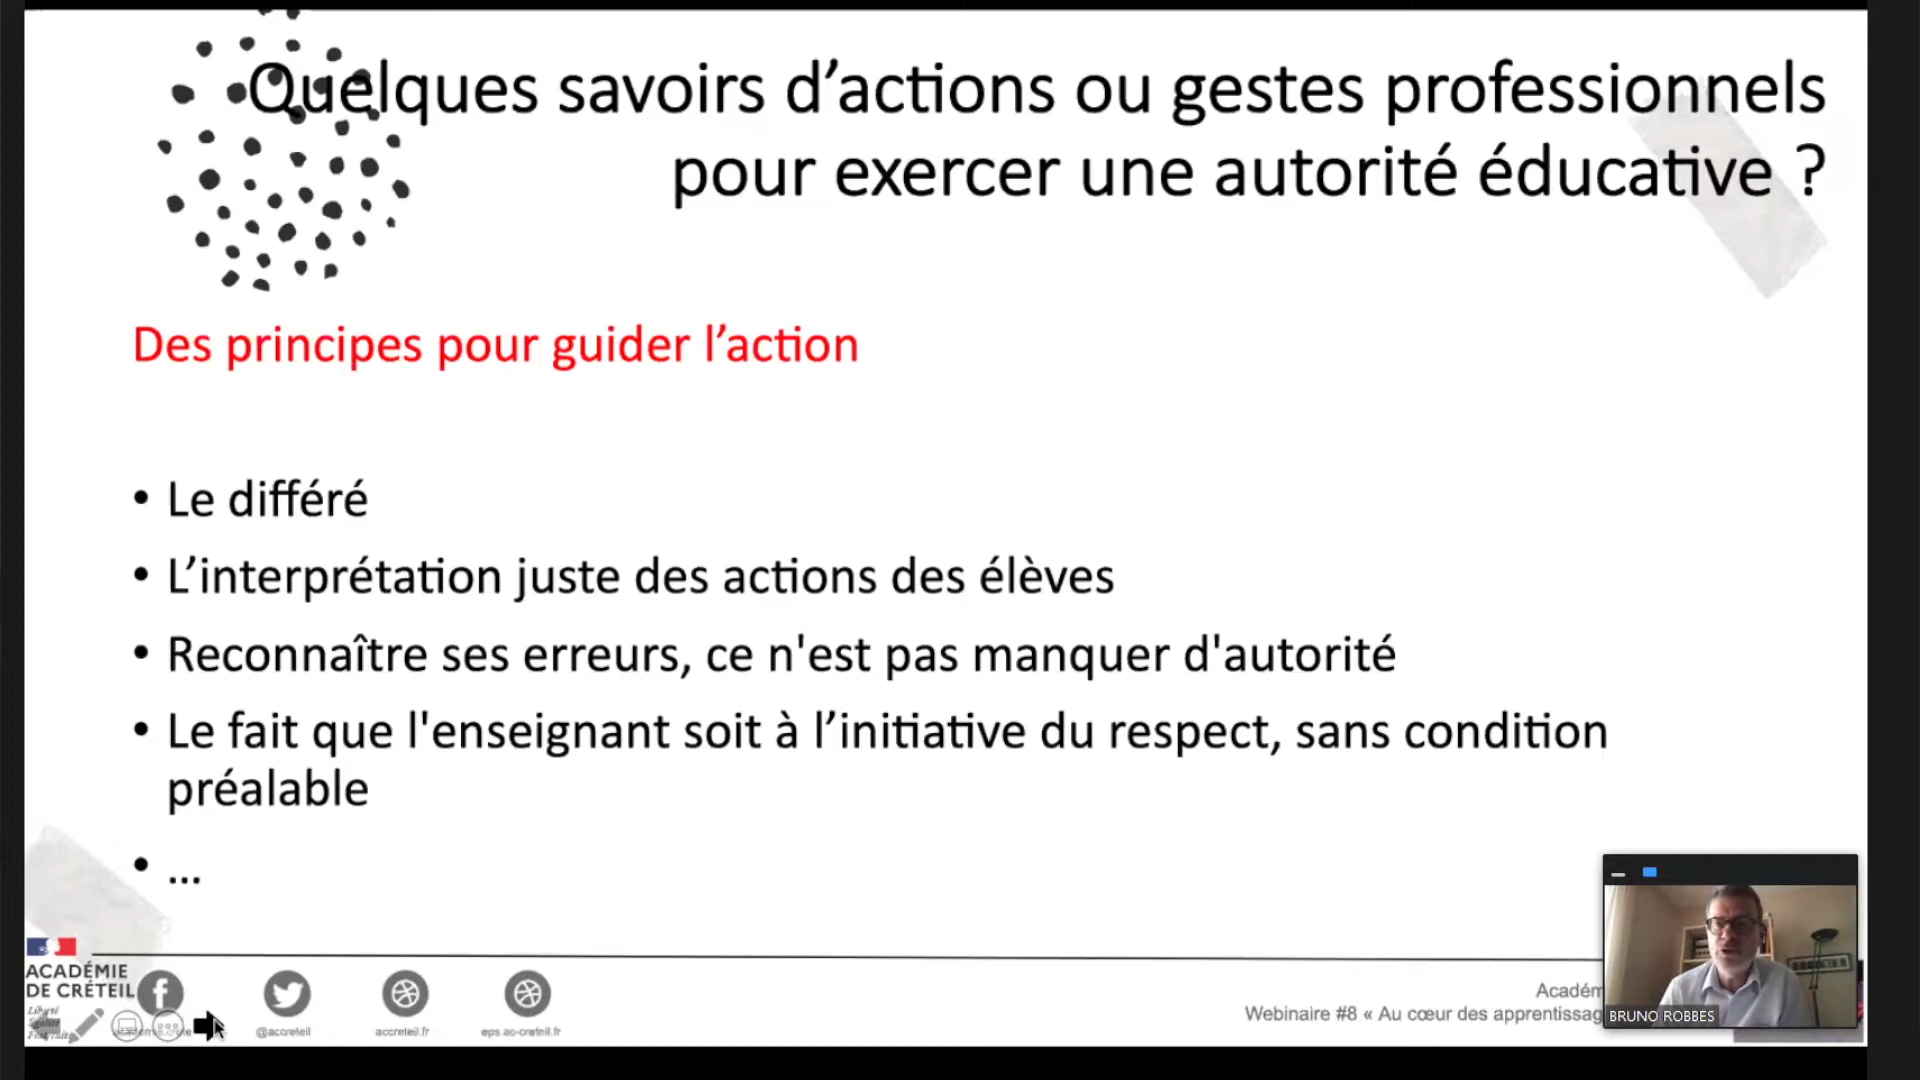 Quelques savoirs d’actions ou gestes professionnels
pour exercer une autorité éducative ?
Des principes pour guider l’action
• Le différé
• L’interprétation juste des actions des élèves
• Reconnaître ses erreurs, ce n'est pas manquer d'autorité
• Le fait que l'enseignant soit à l’initiative du respect, sans condition
préalable
• ...
ACADÉMIE
DE CRÉTEIL
Liberté
@accreteil
accreteil.fr
eps.ac-creteil.fr
Académ
Webinaire #8 « Au cœur des apprentissag
BRUNO ROBBES